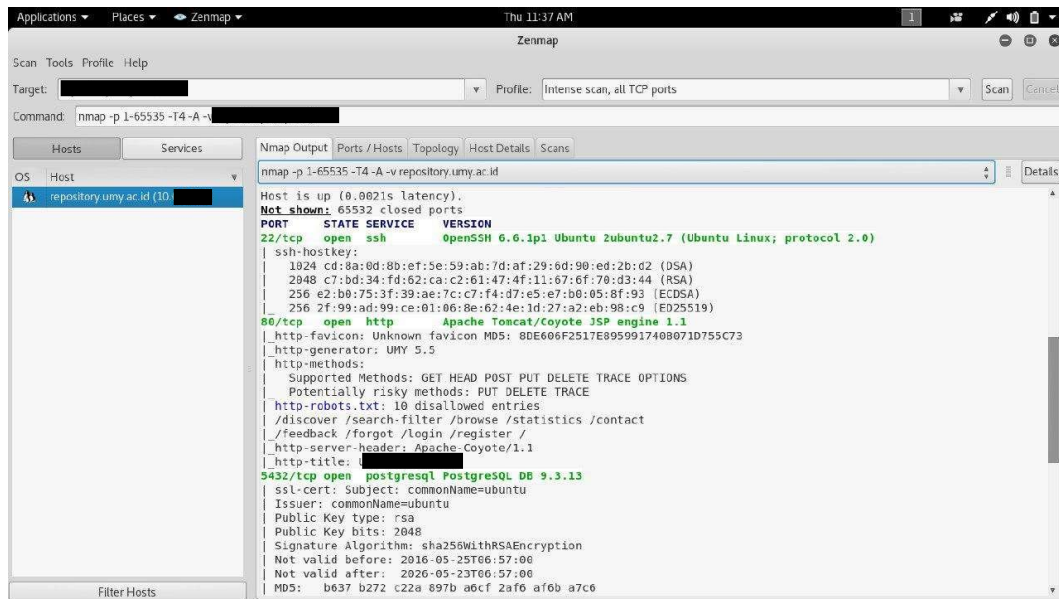 Applications Places Zenmap Thu 11:37 AM 1
Zenmap
Scan Tools Profile Help
Target: Profile: Intense scan, all TCP ports Scan Cancel
Command: nmap -p 1-65535 -T4 -A -v
Hosts Services Nmap Output Ports / Hosts Topology Host Details Scans
OS Host nmap -p 1-65535 -T4 -A -v repository.umy.ac.id Details
repository.umy.ac.id (10.
Host is up (0.0021s latency).
Not shown: 65532 closed ports
PORT STATE SERVICE VERSION
22/tcp open ssh OpenSSH 6.6.1p1 Ubuntu 2ubuntu2.7 (Ubuntu Linux; protocol 2.0)
| ssh-hostkey:
| 1024 cd:8a:0d:8b:ef:5e:59:ab:7d:af:29:6d:90:ed:2b:d2 (DSA)
| 2048 c7:bd:34:fd:62:ca:c2:61:47:4f:11:67:6f:70:d3:44 (RSA)
| 256 e2:b0:75:3f:39:ae:7c:c7:f4:d7:e5:e7:b0:05:8f:93 (ECDSA)
|_ 256 2f:99:ad:99:ce:01:06:8e:62:4e:1d:27:a2:eb:98:c9 (ED25519)
80/tcp open http Apache Tomcat/Coyote JSP engine 1.1
|_http-favicon: Unknown favicon MD5: 8DE606F2517E8959917408071D755C73
|_http-generator: UMY 5.5
| http-methods:
| Supported Methods: GET HEAD POST PUT DELETE TRACE OPTIONS
|_ Potentially risky methods: PUT DELETE TRACE
| http-robots.txt: 10 disallowed entries
| /discover /search-filter /browse /statistics /contact
|_/feedback /forgot /login /register /
|_http-server-header: Apache-Coyote/1.1
|_http-title:
5432/tcp open postgresql PostgreSQL DB 9.3.13
| ssl-cert: Subject: commonName=ubuntu
| Issuer: commonName=ubuntu
| Public Key type: rsa
| Public Key bits: 2048
| Signature Algorithm: sha256WithRSAEncryption
| Not valid before: 2016-05-25T06:57:00
| Not valid after: 2026-05-23T06:57:00
| MD5: b637 b272 c22a 897b a6cf 2af6 af6b a7c6
Filter Hosts